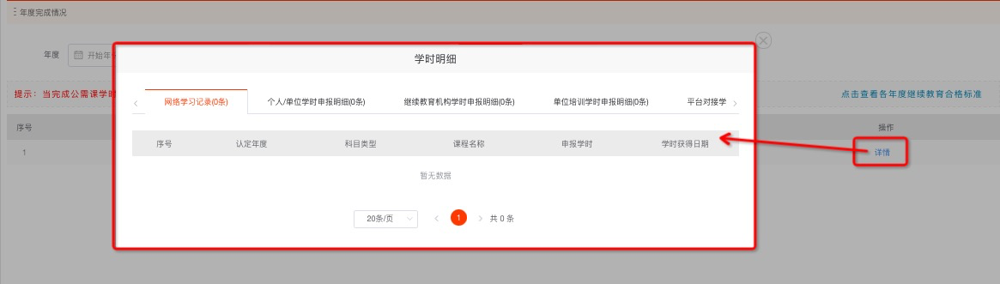 年度完成情况
年度 开始年份
学时明细
提示：当完成公需课学时
点击查看各年度继续教育合格标准
网络学习记录(0条) 个人/单位学时申报明细(0条) 继续教育机构学时申报明细(0条) 单位培训学时申报明细(0条) 平台对接学
序号 操作
序号 认定年度 科目类型 课程名称 申报学时 学时获得日期
1 详情
暂无数据
20条/页 1 共 0 条